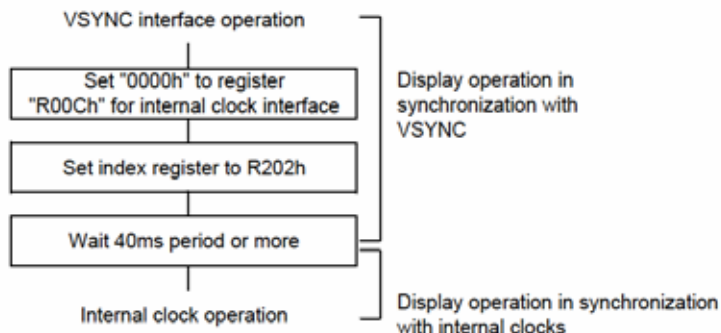 VSYNC interface operation
Set "0000h" to register
"R00Ch" for internal clock interface
Display operation in
synchronization with
VSYNC
Set index register to R202h
Wait 40ms period or more
Internal clock operation
Display operation in synchronization
with internal clocks